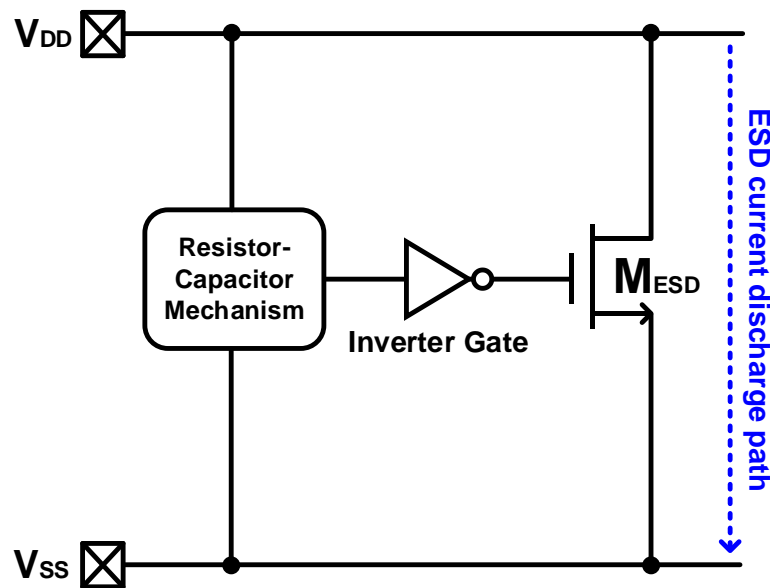 VDD
Resistor-
Capacitor
Mechanism
Inverter Gate
MESD
ESD current discharge path
VSS